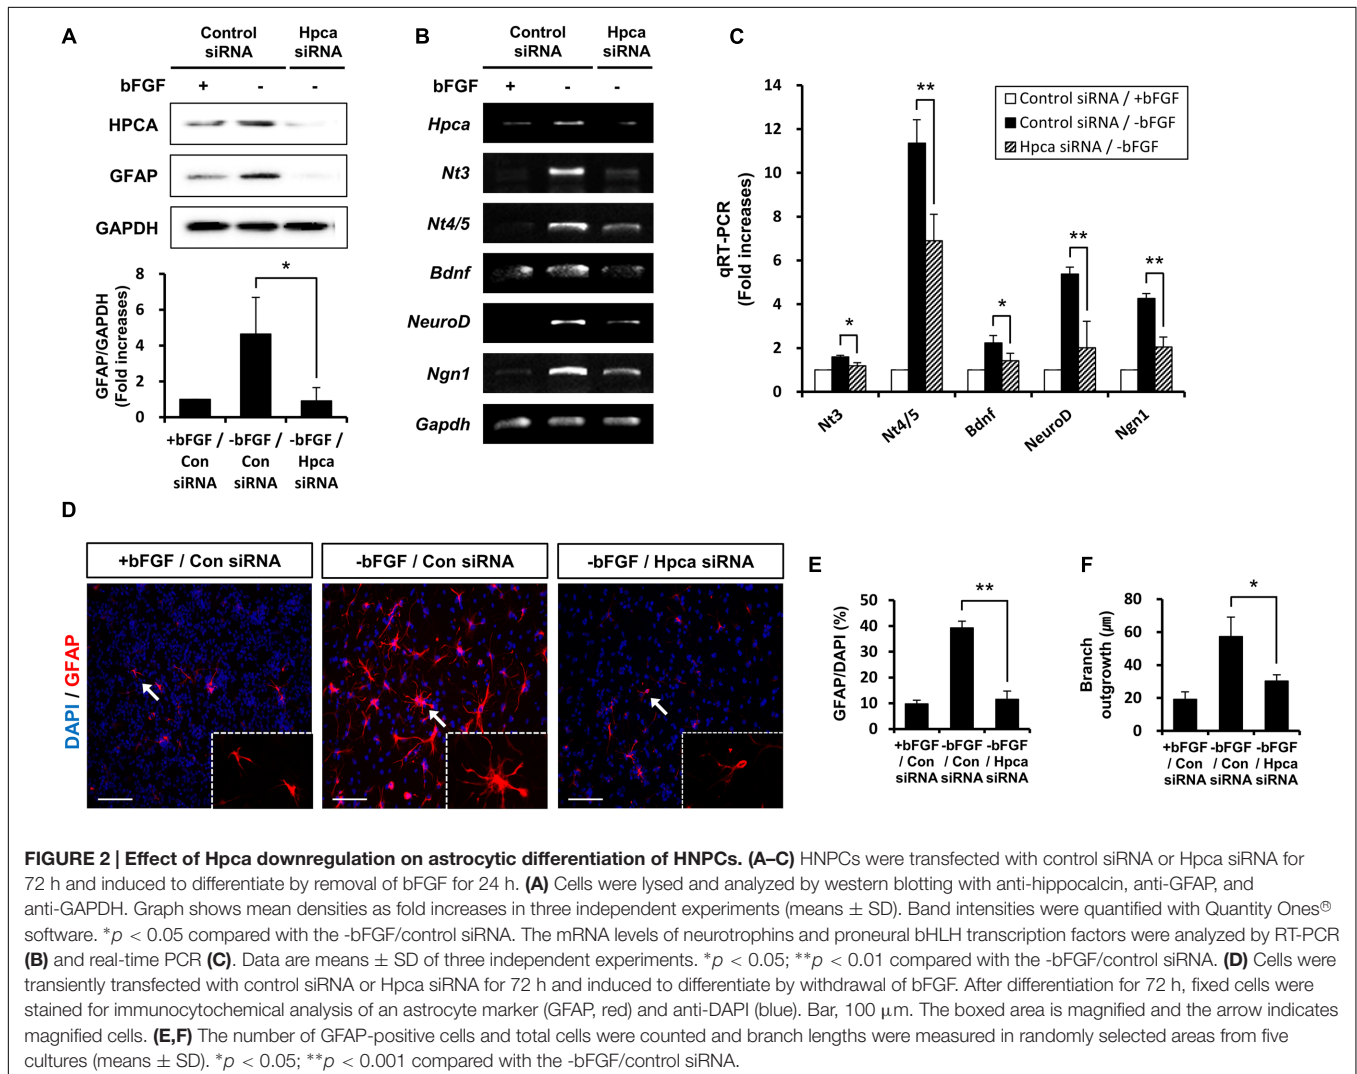 A
Control
siRNA
Hpca
siRNA
bFGF + - -
HPCA
GFAP
GAPDH
GFAP/GAPDH
(Fold increases)
8
6
4
2
0
*
+bFGF /
Con
siRNA
-bFGF /
Con
siRNA
-bFGF /
Hpca
siRNA
B
Control
siRNA
Hpca
siRNA
bFGF + - -
Hpca
Nt3
Nt4/5
Bdnf
NeuroD
Ngn1
Gapdh
C
qRT-PCR
(Fold increases)
14
12
10
8
6
4
2
0
Control siRNA / +bFGF
Control siRNA / -bFGF
Hpca siRNA / -bFGF
*
**
*
**
**
Nt3
Nt4/5
Bdnf
NeuroD
Ngn1
D
+bFGF / Con siRNA
-bFGF / Con siRNA
-bFGF / Hpca siRNA
DAPI / GFAP
E
GFAP/DAPI (%)
50
40
30
20
10
0
**
+bFGF
/ Con
siRNA
-bFGF
/ Con
siRNA
-bFGF
/ Hpca
siRNA
F
Branch
outgrowth (㎛)
80
60
40
20
0
*
+bFGF
/ Con
siRNA
-bFGF
/ Con
siRNA
-bFGF
/ Hpca
siRNA
FIGURE 2 | Effect of Hpca downregulation on astrocytic differentiation of HNPCs. (A–C) HNPCs were transfected with control siRNA or Hpca siRNA for
72 h and induced to differentiate by removal of bFGF for 24 h. (A) Cells were lysed and analyzed by western blotting with anti-hippocalcin, anti-GFAP, and
anti-GAPDH. Graph shows mean densities as fold increases in three independent experiments (means ± SD). Band intensities were quantified with Quantity Ones®
software. *p < 0.05 compared with the -bFGF/control siRNA. The mRNA levels of neurotrophins and proneural bHLH transcription factors were analyzed by RT-PCR
(B) and real-time PCR (C). Data are means ± SD of three independent experiments. *p < 0.05; **p < 0.01 compared with the -bFGF/control siRNA. (D) Cells were
transiently transfected with control siRNA or Hpca siRNA for 72 h and induced to differentiate by withdrawal of bFGF. After differentiation for 72 h, fixed cells were
stained for immunocytochemical analysis of an astrocyte marker (GFAP, red) and anti-DAPI (blue). Bar, 100 μm. The boxed area is magnified and the arrow indicates
magnified cells. (E,F) The number of GFAP-positive cells and total cells were counted and branch lengths were measured in randomly selected areas from five
cultures (means ± SD). *p < 0.05; **p < 0.001 compared with the -bFGF/control siRNA.